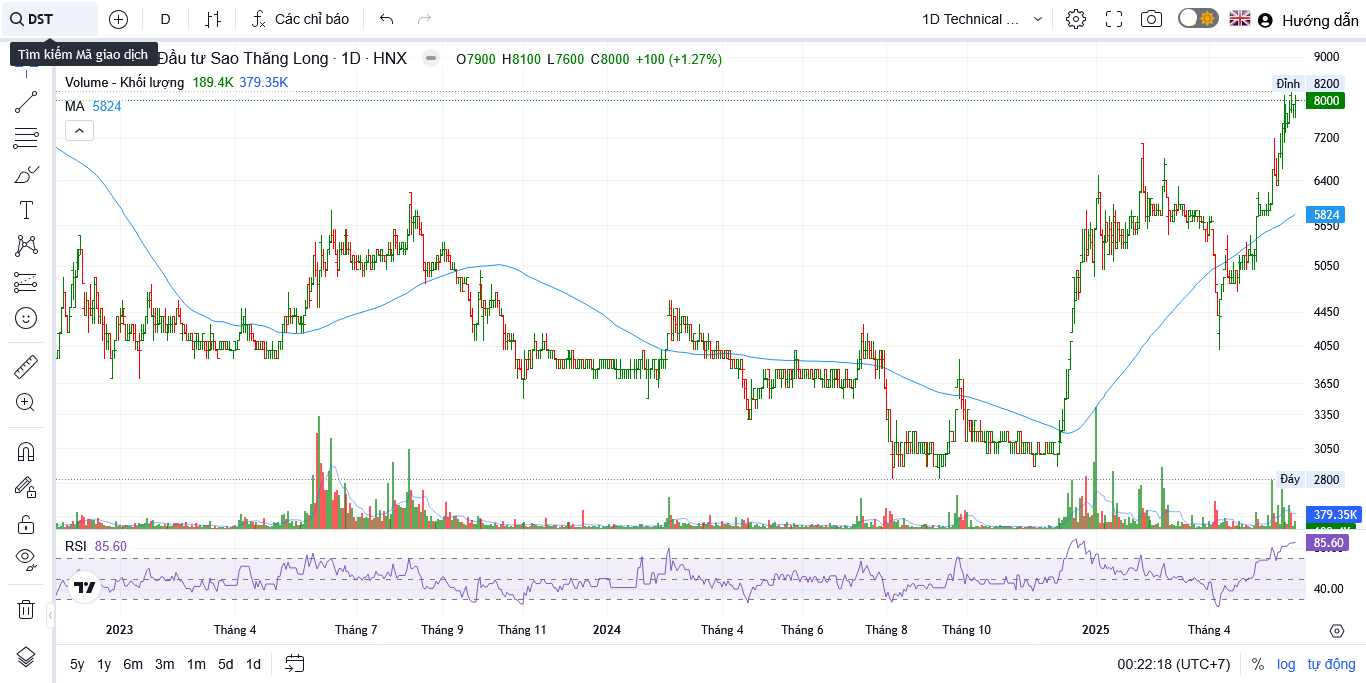 DST
D
Các chỉ báo
1D Technical ...
Hướng dẫn
Tìm kiếm Mã giao dịch
Đầu tư Sao Thăng Long · 1D · HNX
O7900 H8100 L7600 C8000 +100 (+1.27%)
Volume - Khối lượng 189.4K 379.35K
MA 5824
9000
Đỉnh 8200
8000
7200
6400
5824
5650
5050
4450
4050
3650
3350
3050
Đáy 2800
379.35K
RSI 85.60
85.60
40.00
2023
Tháng 4
Tháng 7
Tháng 9
Tháng 11
2024
Tháng 4
Tháng 6
Tháng 8
Tháng 10
2025
Tháng 4
5y 1y 6m 3m 1m 5d 1d
00:22:18 (UTC+7)
% log tự động